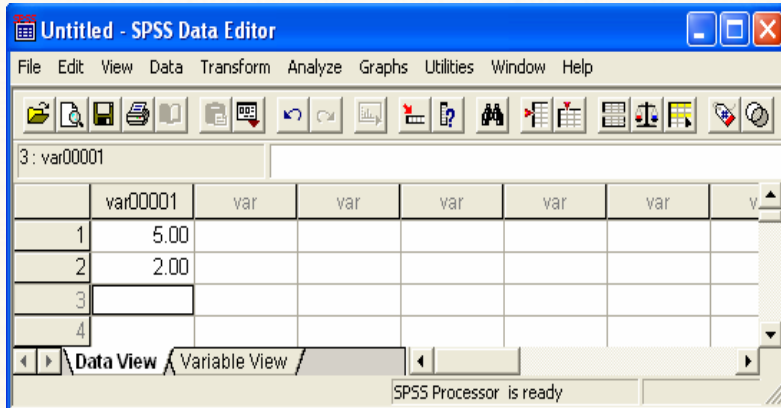 Untitled - SPSS Data Editor
File Edit View Data Transform Analyze Graphs Utilities Window Help
3 : var00001
var00001 var var var var var v
1 5.00
2 2.00
3
4
Data View Variable View
SPSS Processor is ready